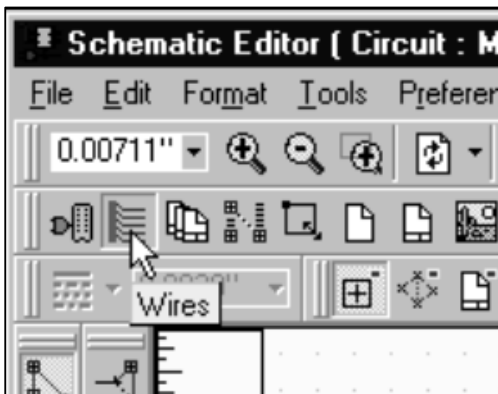 Schematic Editor ( Circuit : M
File Edit Format Tools Preferen
0.00711"
Wires